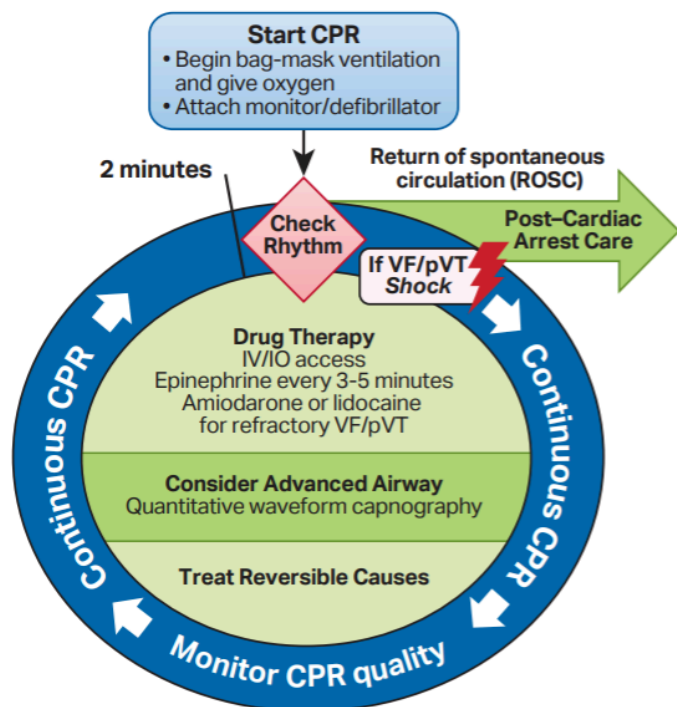 Start CPR
• Begin bag-mask ventilation
and give oxygen
• Attach monitor/defibrillator
2 minutes
Return of spontaneous
circulation (ROSC)
Post–Cardiac
Arrest Care
Check
Rhythm
If VF/pVT
Shock
Drug Therapy
IV/IO access
Epinephrine every 3-5 minutes
Amiodarone or lidocaine
for refractory VF/pVT
Consider Advanced Airway
Quantitative waveform capnography
Treat Reversible Causes
Continuous CPR
Monitor CPR quality
Continuous CPR